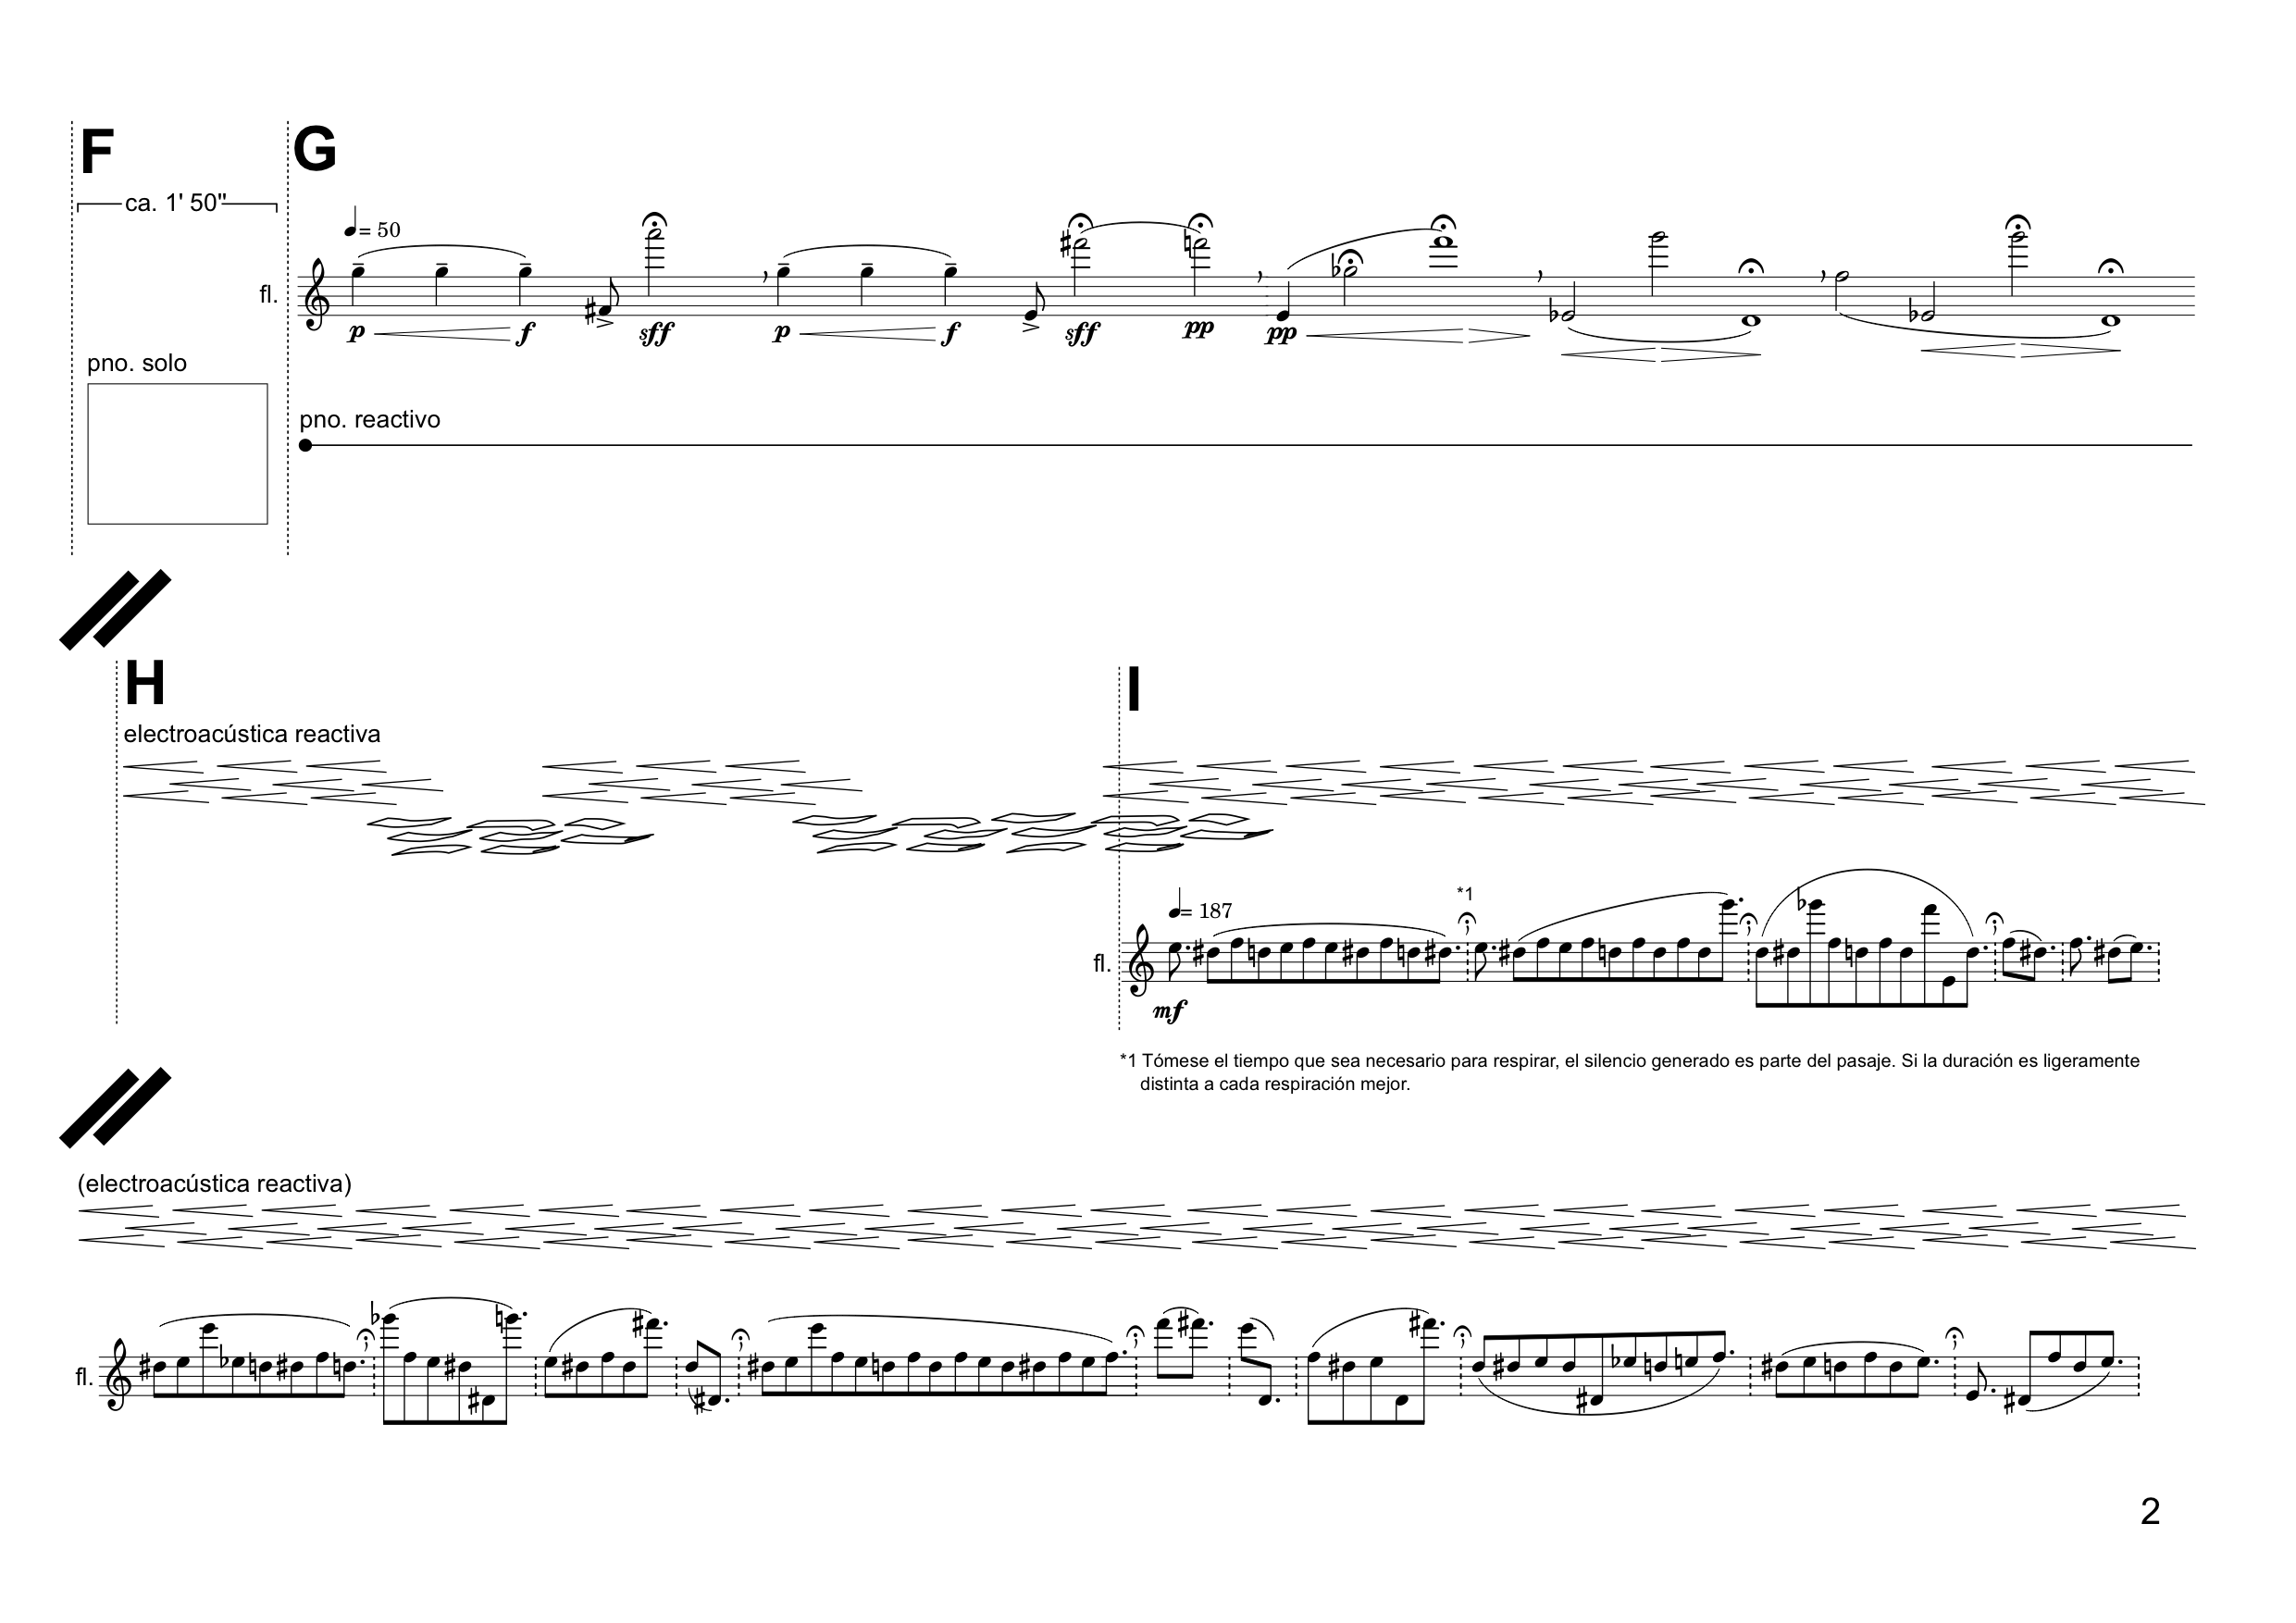 F
G
ca. 1' 50"
= 50
fl.
p f sff p f sff pp pp
pno. solo
pno. reactivo
H
I
electroacústica reactiva
*1
= 187
fl.
mf
*1 Tómese el tiempo que sea necesario para respirar, el silencio generado es parte del pasaje. Si la duración es ligeramente
distinta a cada respiración mejor.
(electroacústica reactiva)
fl.
2